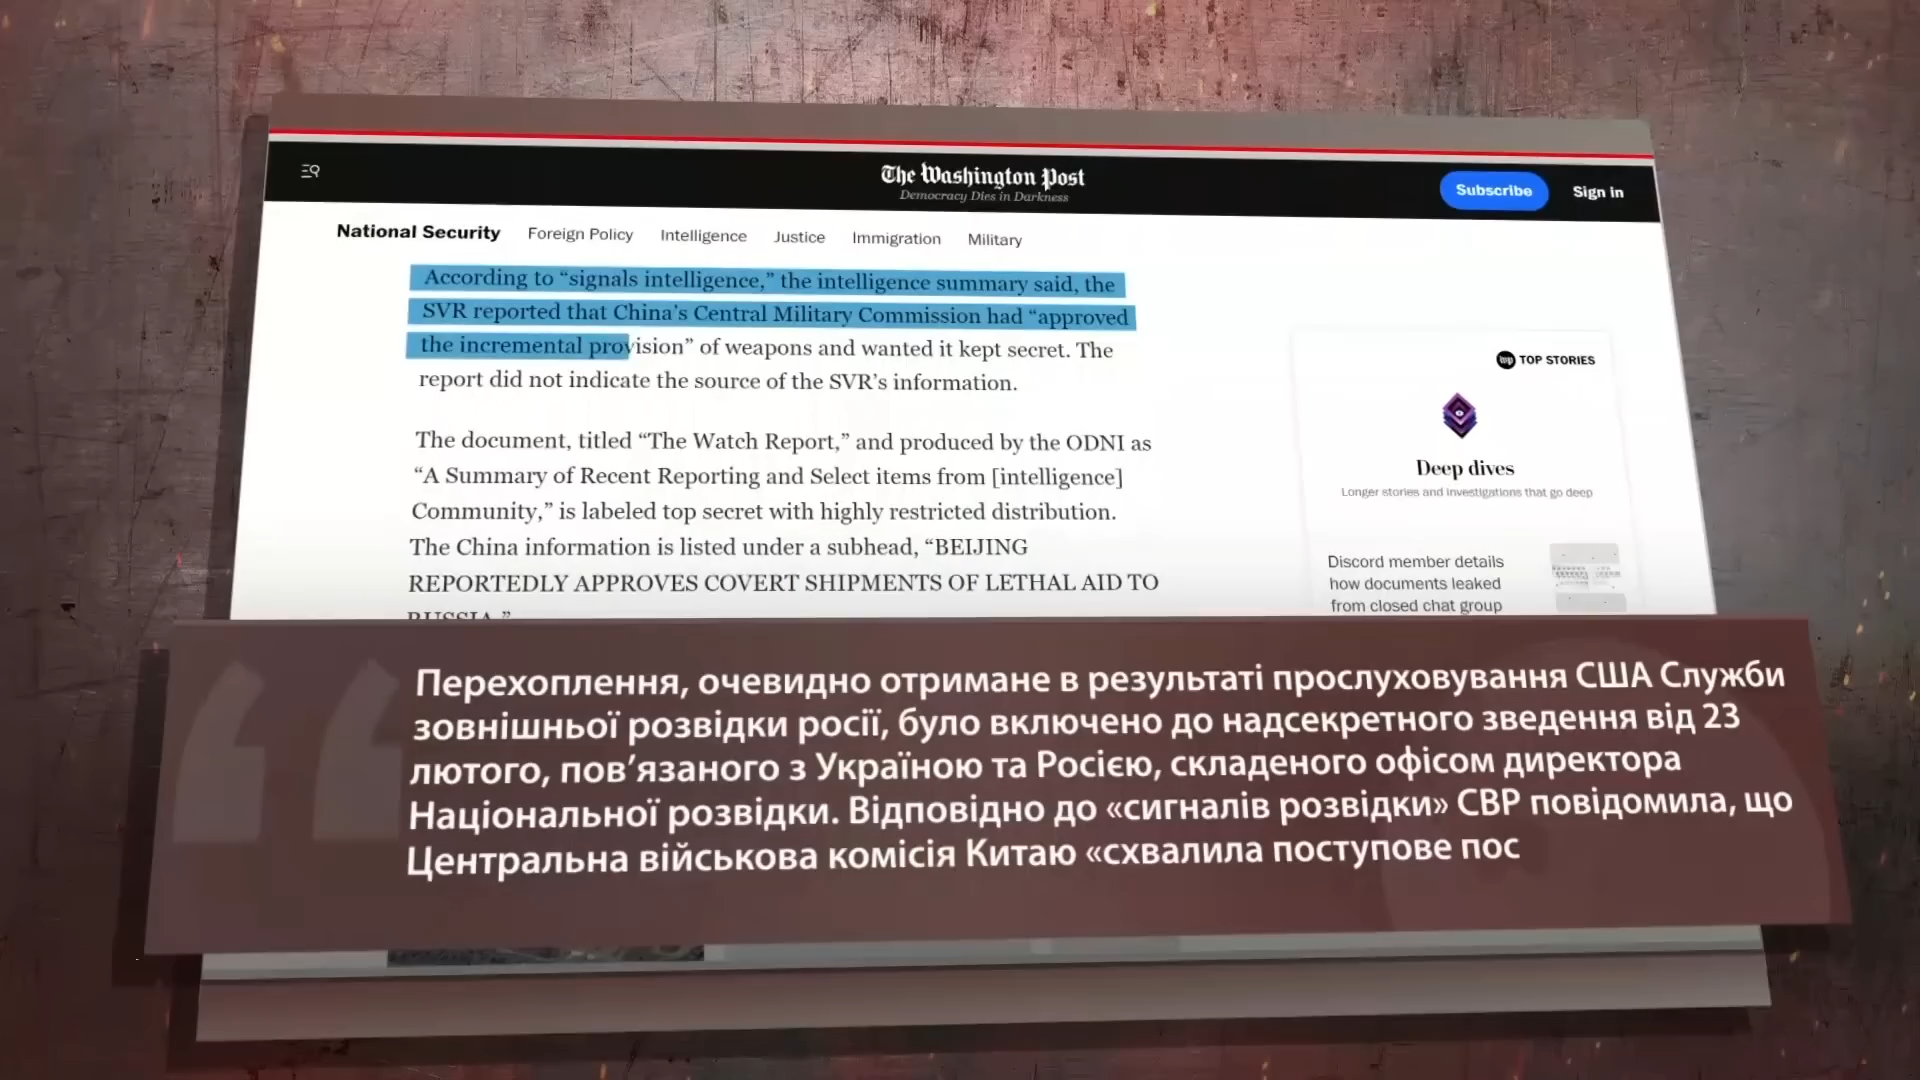 The Washington Post
Democracy Dies in Darkness
Subscribe
Sign in
National Security
Foreign Policy
Intelligence
Justice
Immigration
Military
According to “signals intelligence,” the intelligence summary said, the
SVR reported that China’s Central Military Commission had “approved
the incremental provision” of weapons and wanted it kept secret. The
report did not indicate the source of the SVR’s information.
The document, titled “The Watch Report,” and produced by the ODNI as
“A Summary of Recent Reporting and Select items from [intelligence]
Community,” is labeled top secret with highly restricted distribution.
The China information is listed under a subhead, “BEIJING
REPORTEDLY APPROVES COVERT SHIPMENTS OF LETHAL AID TO
RUSSIA.”
wp TOP STORIES
Deep dives
Longer stories and investigations that go deep
Discord member details
how documents leaked
from closed chat group
Перехоплення, очевидно отримане в результаті прослуховування США Служби
зовнішньої розвідки росії, було включено до надсекретного зведення від 23
лютого, пов’язаного з Україною та Росією, складеного офісом директора
Національної розвідки. Відповідно до «сигналів розвідки» СВР повідомила, що
Центральна військова комісія Китаю «схвалила поступове пос